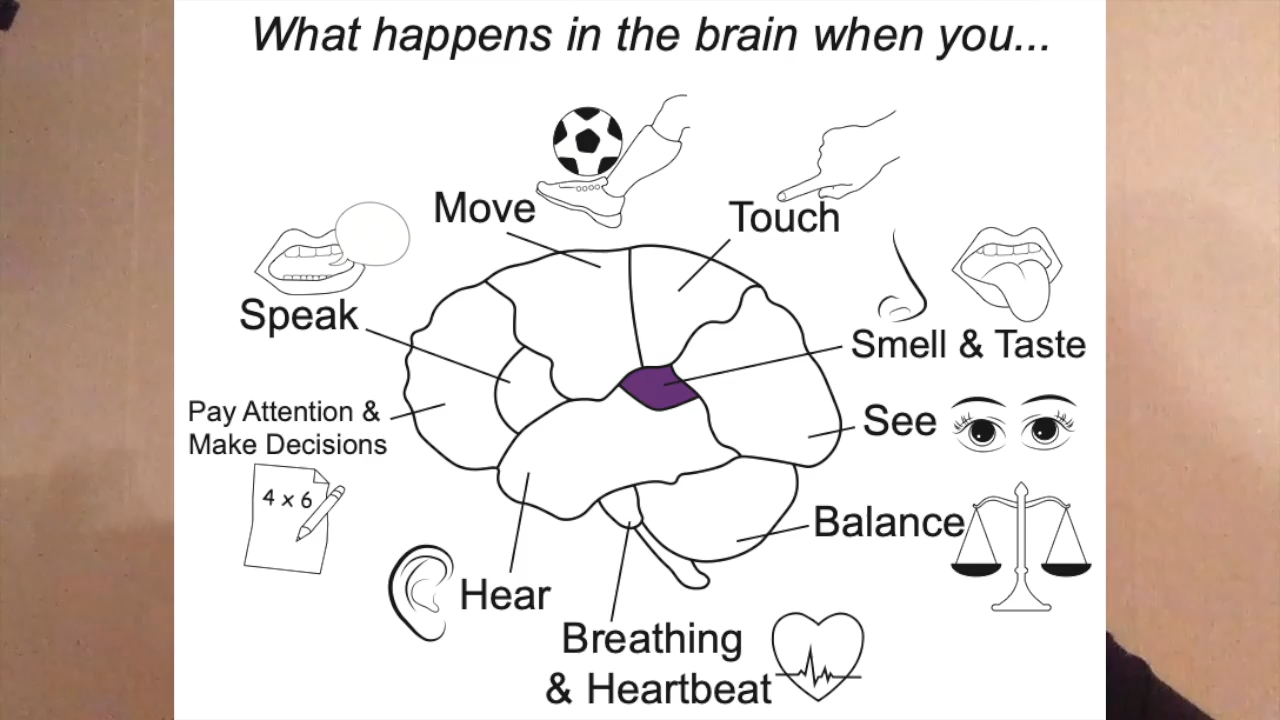 What happens in the brain when you...
Move
Touch
Speak
Smell & Taste
Pay Attention &
Make Decisions
See
4 x 6
Balance
Hear
Breathing
& Heartbeat